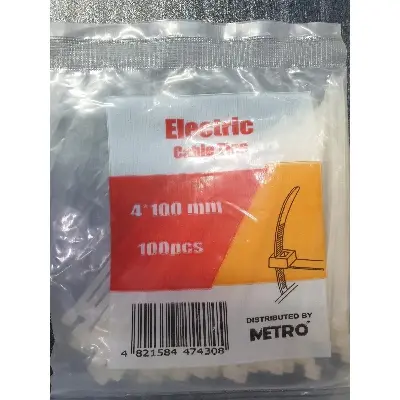 Electric
Cable Ties
4*100 mm
100pcs
DISTRIBUTED BY
METRO
4 821584 474308